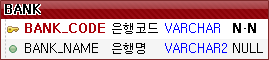 BANK
BANK_CODE 은행코드 VARCHAR N-N
BANK_NAME 은행명 VARCHAR2 NULL